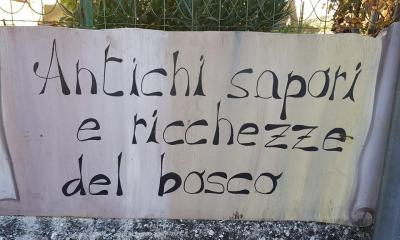 Antichi sapori
e ricchezze
del bosco